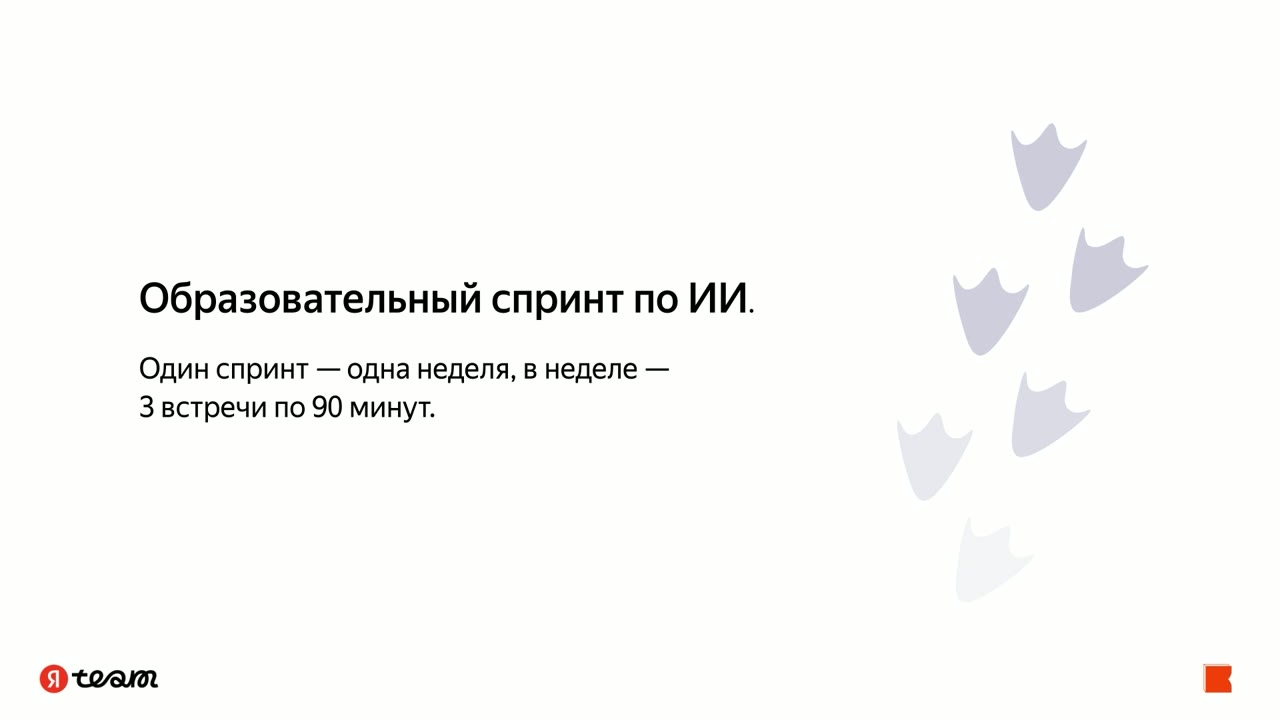 Образовательный спринт по ИИ.
Один спринт — одна неделя, в неделе —
3 встречи по 90 минут.
Я team